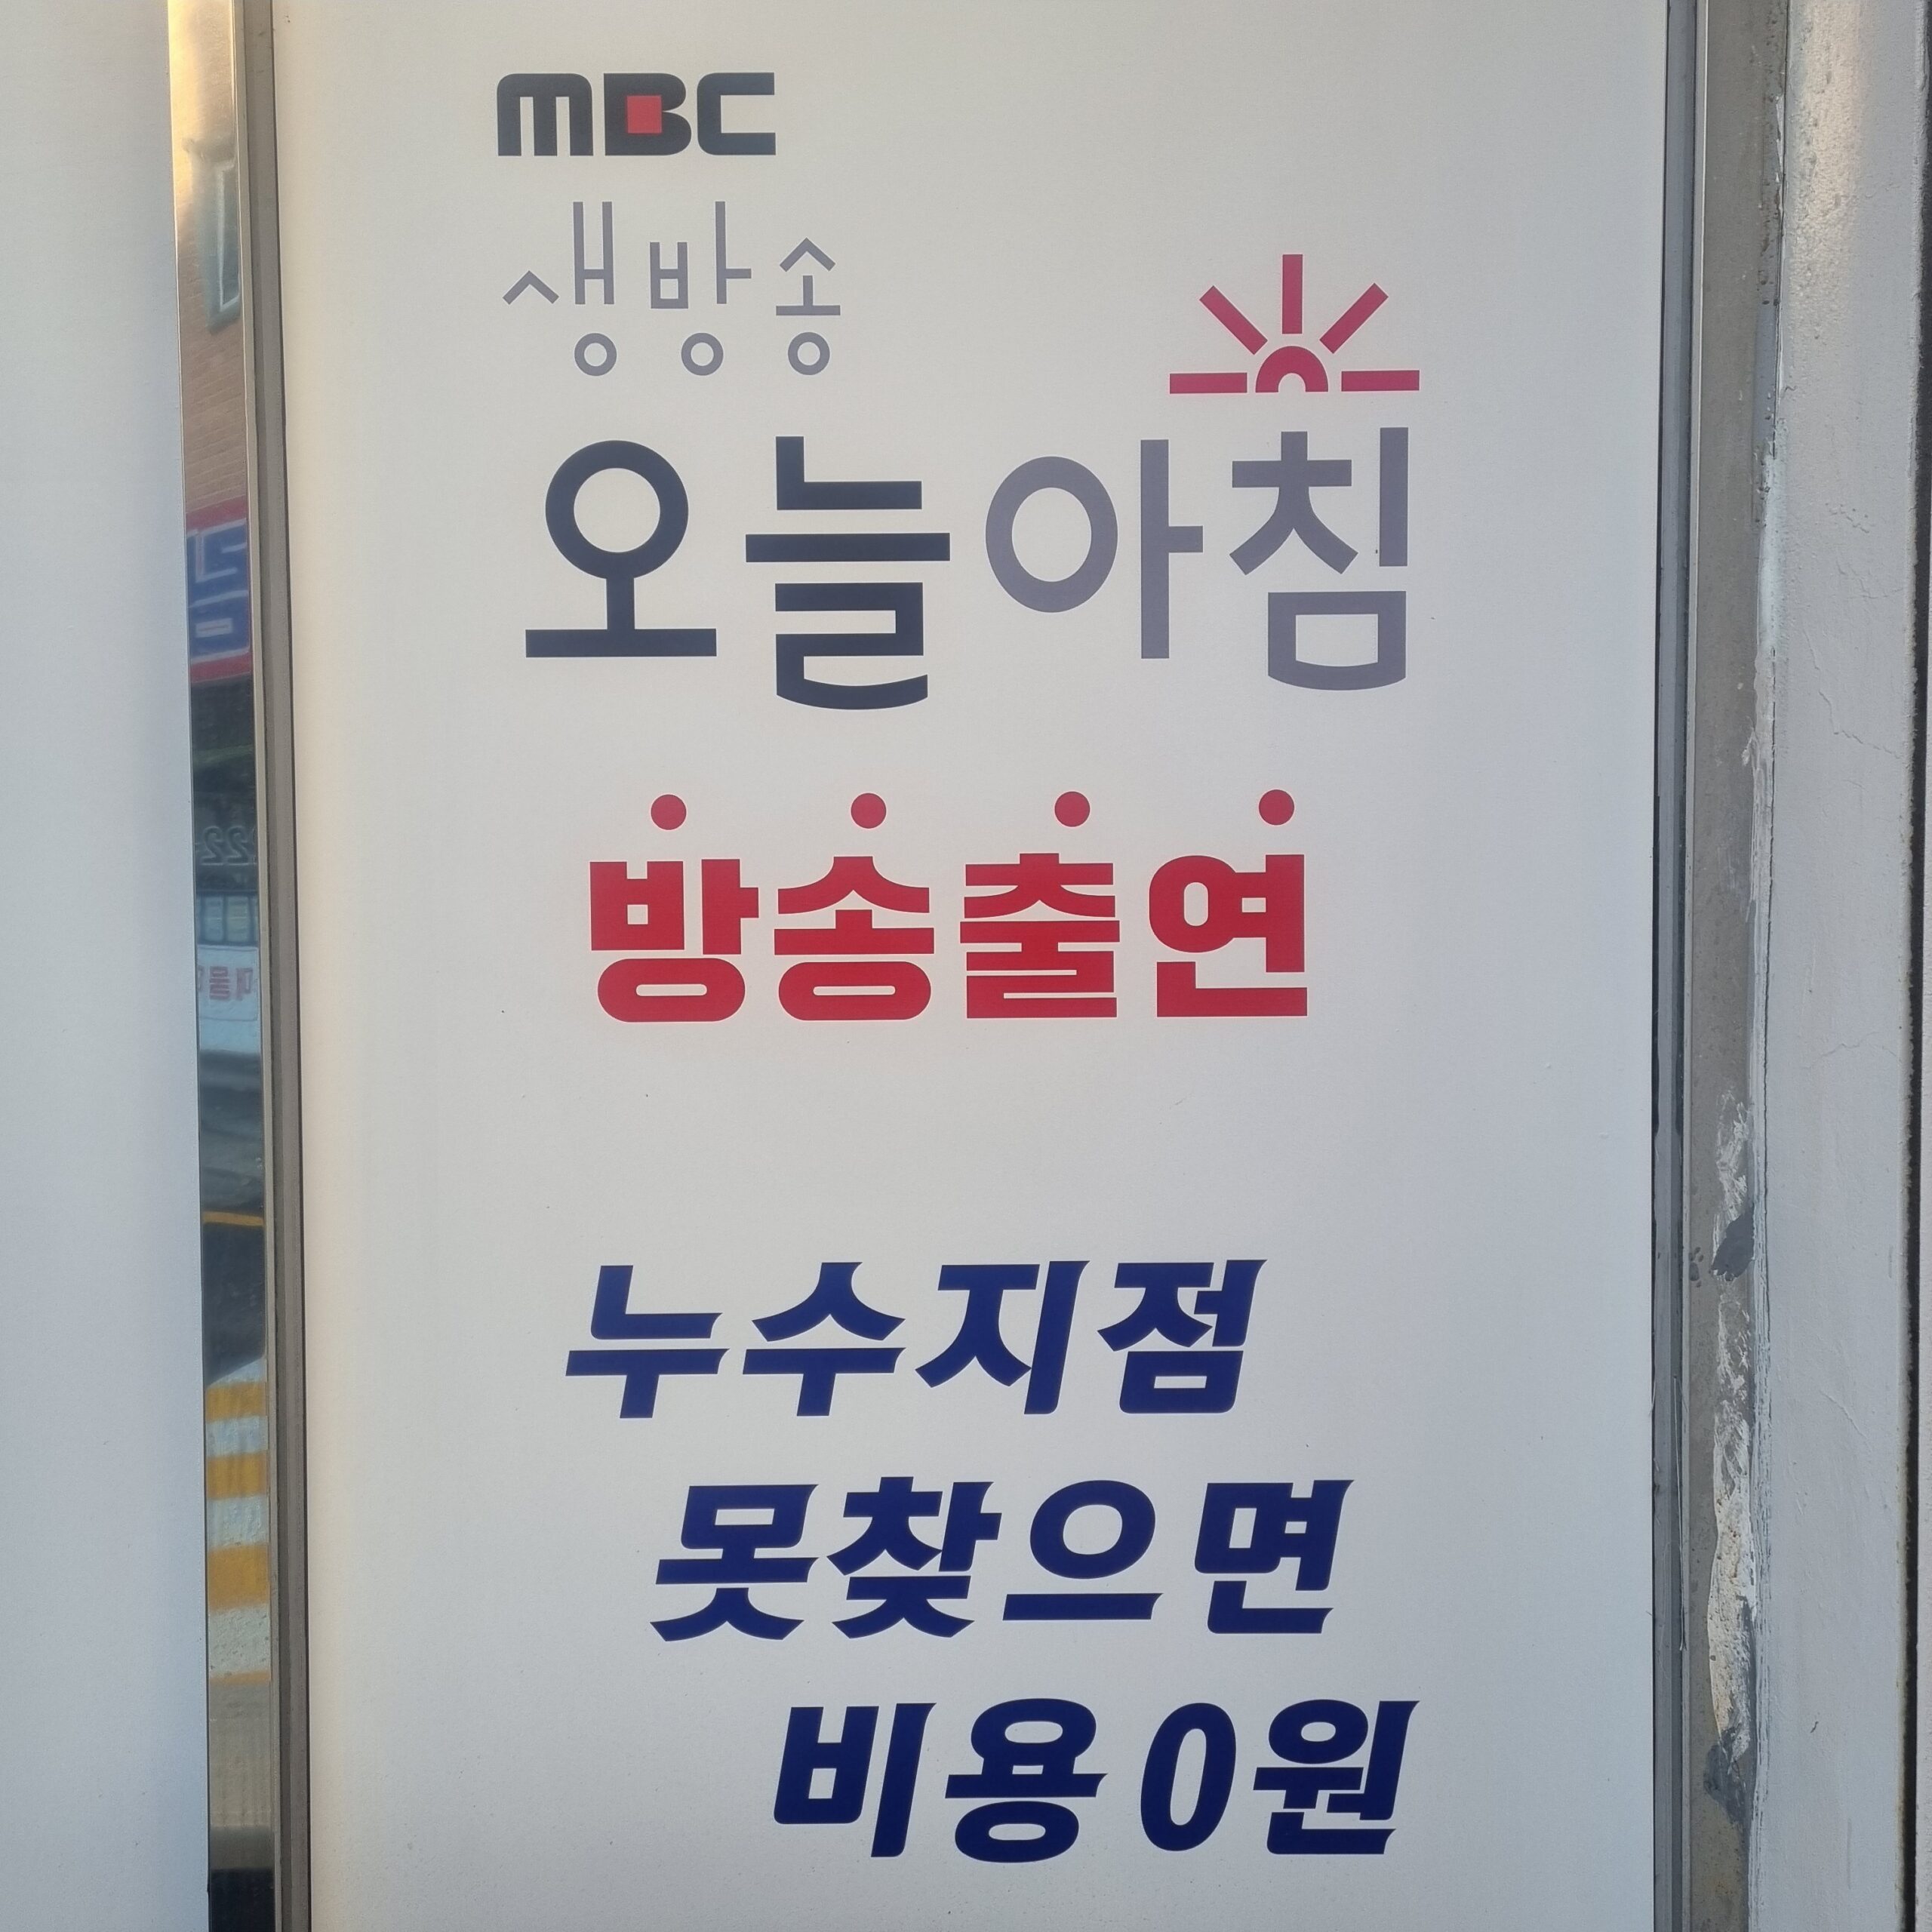 MBC
생방송
오늘아침
방송출연
누수지점
못찾으면
비용0원